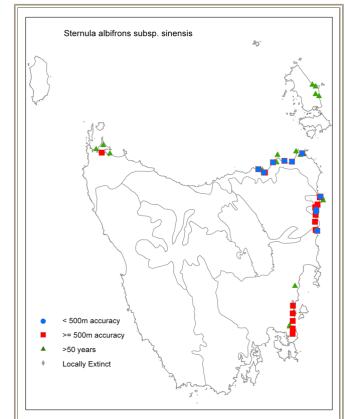 Sternula albifrons subsp. sinensis
< 500m accuracy
>= 500m accuracy
>50 years
Locally Extinct